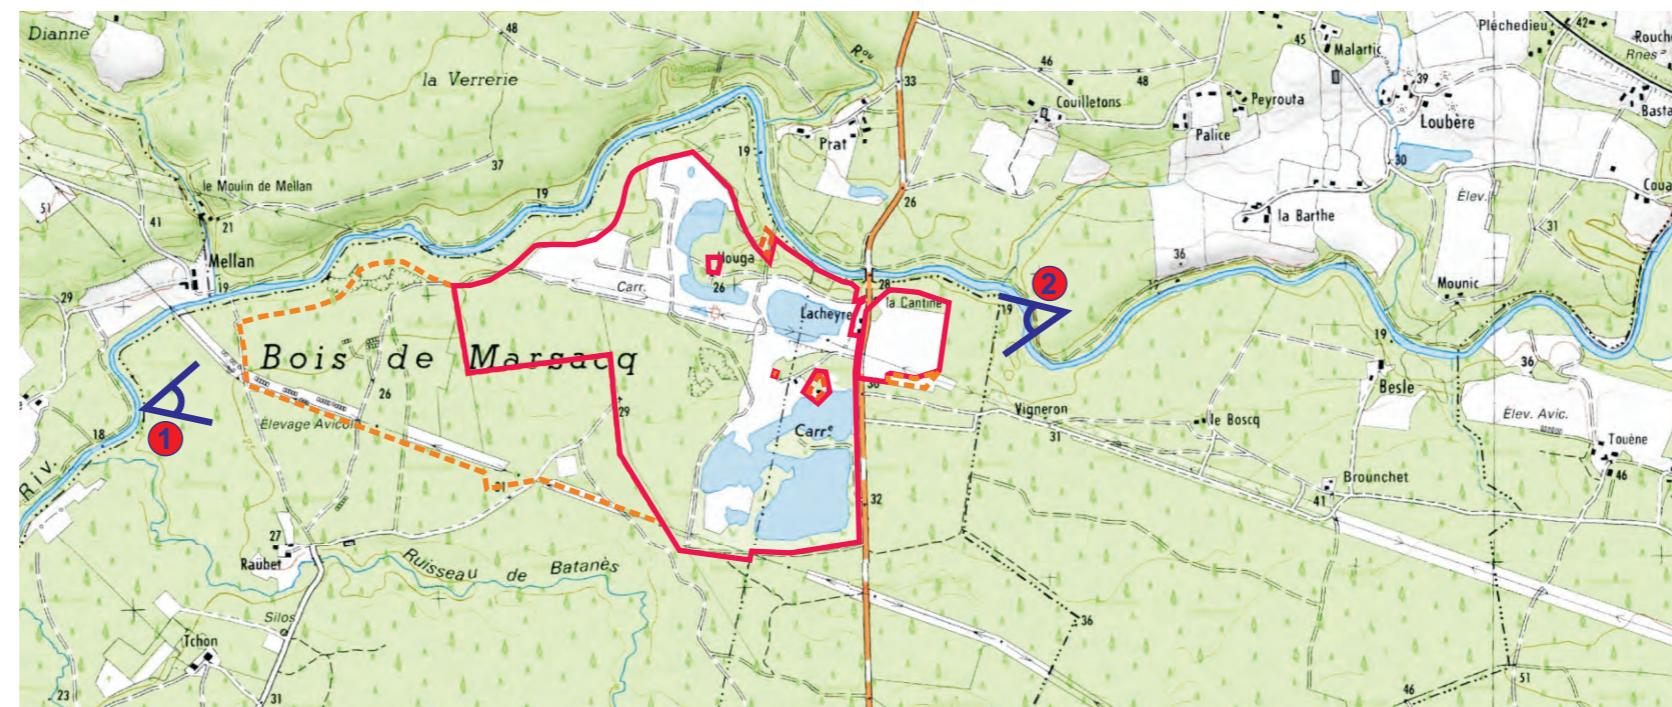 Dianne
48
la Verrerie
Rou
33
46
48
45
Malartic
Pléchedieu
42
Rouch
Rnes
39
Basta
Couilletons
Peyrouta
Palice
Loubère
Prat
19
37
le Moulin de Mellan
51
41
21
19
26
30
Coua
Élev.
la Barthe
31
36
Mellan
19
29
Nouga
26
Carr.
28
la Cantine
2
Mounic
Lacheyre
19
19
Bois de Marsacq
26
30
36
Besle
29
Vigneron
31
le Boscq
Élev. Avic.
Touène
46
Elevage Avicole
1
18
Riv.
Carre
Brounchet
41
31
32
27
Raubet
Ruisseau de Batanès
Silos
Tchon
36
23
31
46
51